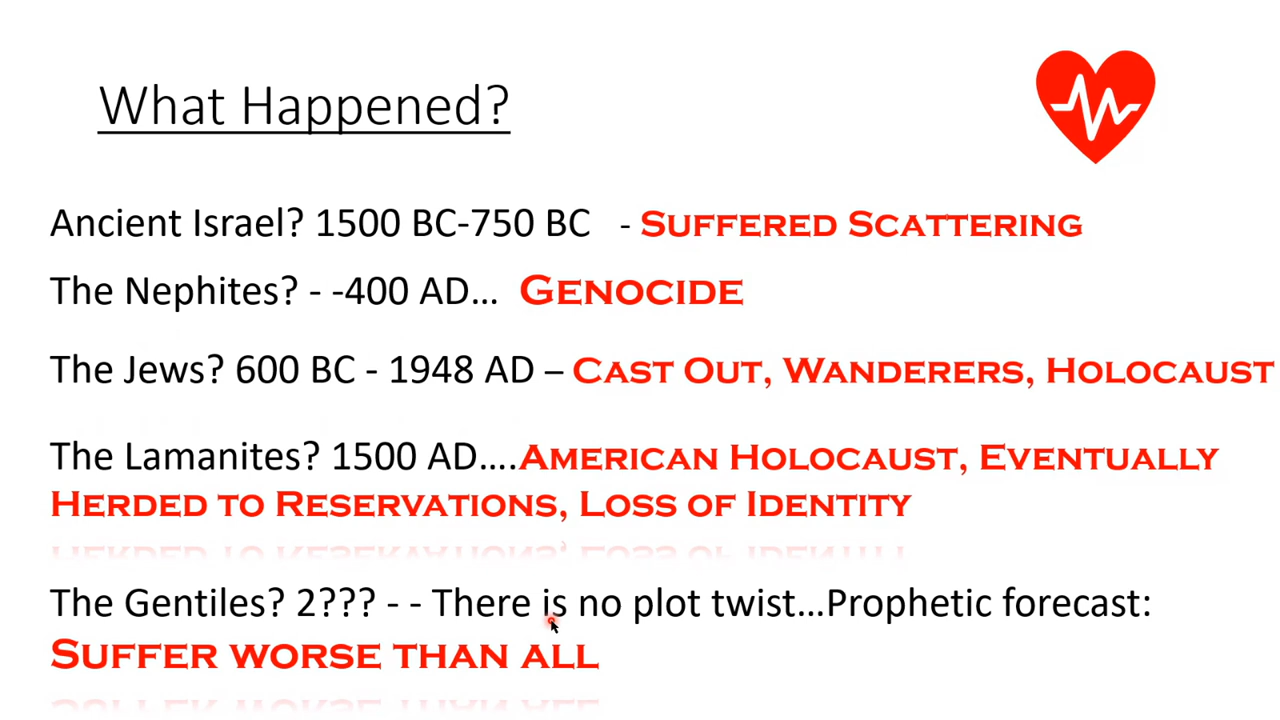 What Happened?
Ancient Israel? 1500 BC-750 BC - Suffered Scattering
The Nephites? - -400 AD… Genocide
The Jews? 600 BC - 1948 AD – Cast Out, Wanderers, Holocaust
The Lamanites? 1500 AD….American Holocaust, Eventually
Herded to Reservations, Loss of Identity
The Gentiles? 2??? - - There is no plot twist…Prophetic forecast:
Suffer worse than all